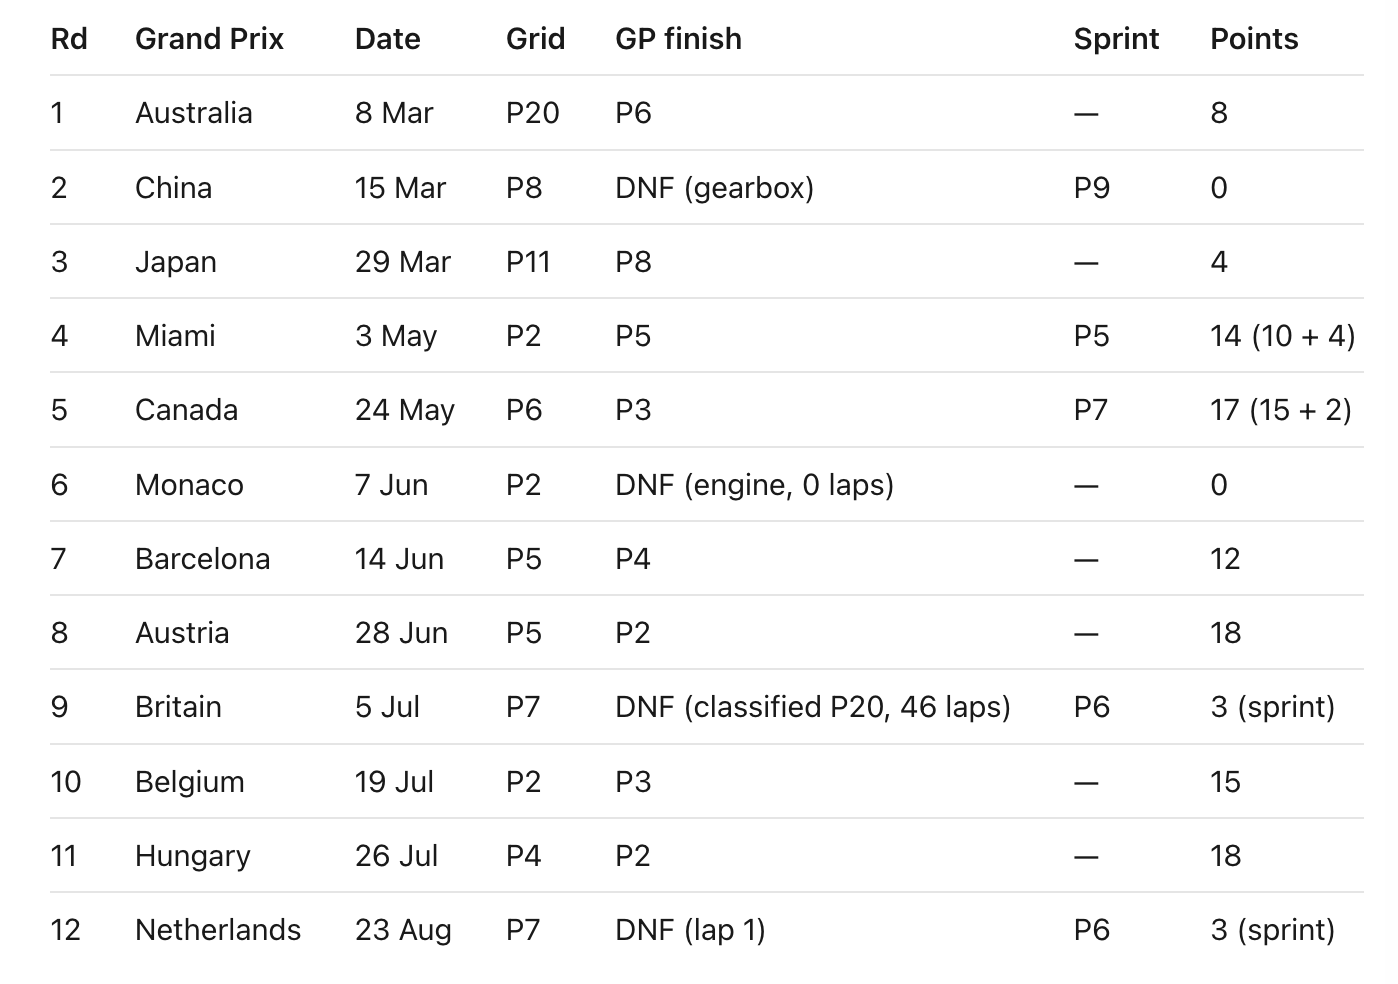 Rd Grand Prix Date Grid GP finish Sprint Points
1 Australia 8 Mar P20 P6 — 8
2 China 15 Mar P8 DNF (gearbox) P9 0
3 Japan 29 Mar P11 P8 — 4
4 Miami 3 May P2 P5 P5 14 (10 + 4)
5 Canada 24 May P6 P3 P7 17 (15 + 2)
6 Monaco 7 Jun P2 DNF (engine, 0 laps) — 0
7 Barcelona 14 Jun P5 P4 — 12
8 Austria 28 Jun P5 P2 — 18
9 Britain 5 Jul P7 DNF (classified P20, 46 laps) P6 3 (sprint)
10 Belgium 19 Jul P2 P3 — 15
11 Hungary 26 Jul P4 P2 — 18
12 Netherlands 23 Aug P7 DNF (lap 1) P6 3 (sprint)